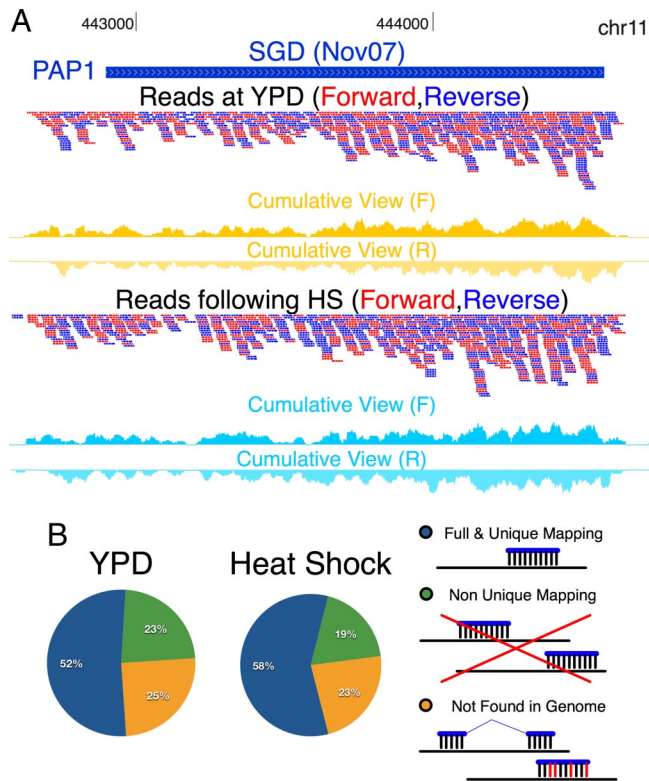 A
443000
444000
chr11
SGD (Nov07)
PAP1
Reads at YPD (Forward,Reverse)
Cumulative View (F)
Cumulative View (R)
Reads following HS (Forward,Reverse)
Cumulative View (F)
Cumulative View (R)
B
YPD
Heat Shock
52%
23%
25%
58%
19%
23%
Full & Unique Mapping
Non Unique Mapping
Not Found in Genome